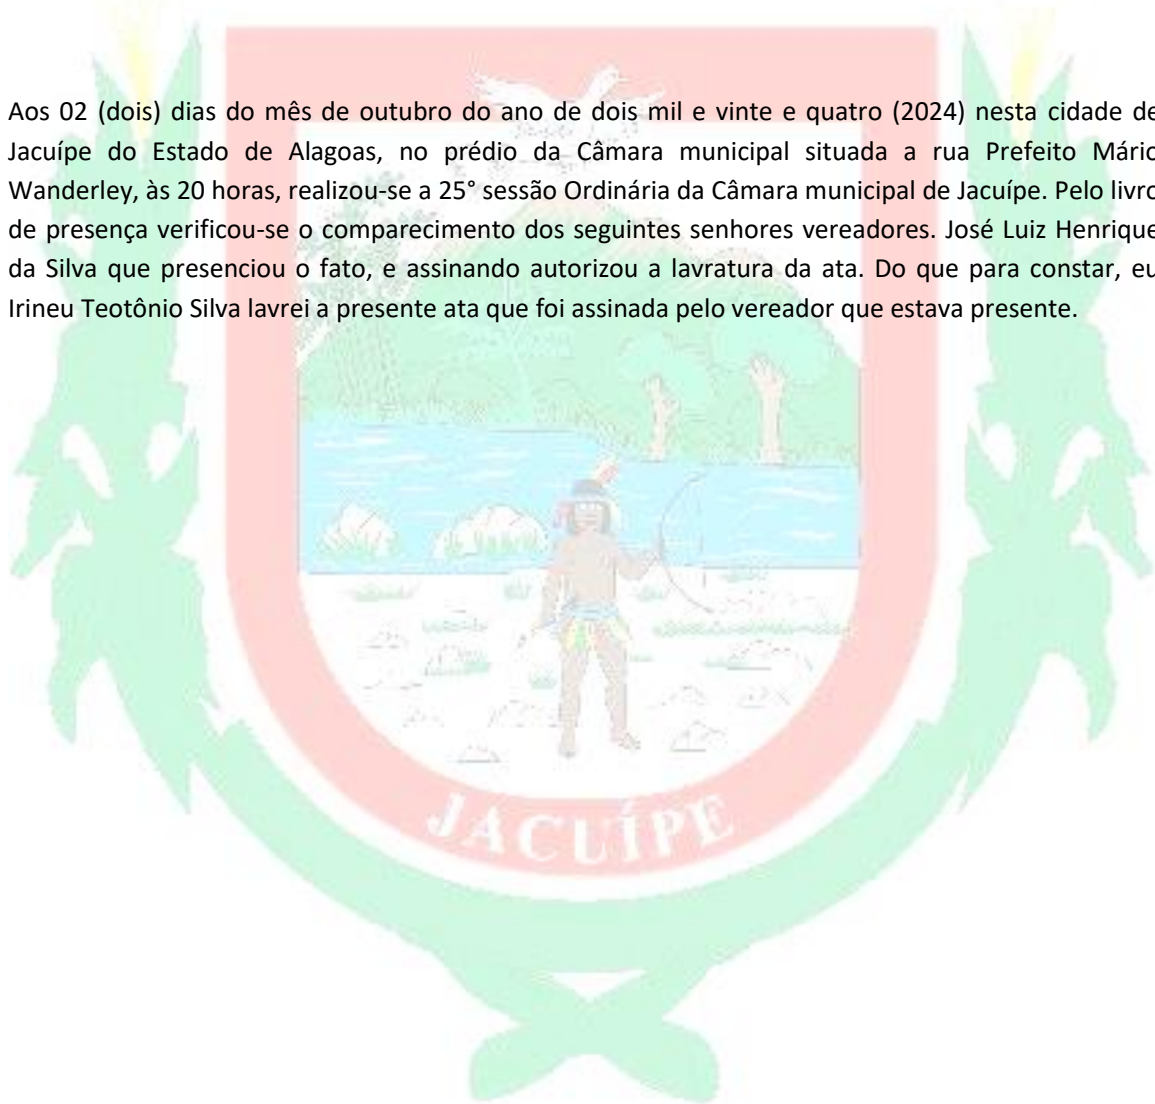 Aos 02 (dois) dias do mês de outubro do ano de dois mil e vinte e quatro (2024) nesta cidade de
Jacuípe do Estado de Alagoas, no prédio da Câmara municipal situada a rua Prefeito Mário
Wanderley, às 20 horas, realizou-se a 25° sessão Ordinária da Câmara municipal de Jacuípe. Pelo livro
de presença verificou-se o comparecimento dos seguintes senhores vereadores. José Luiz Henrique
da Silva que presenciou o fato, e assinando autorizou a lavratura da ata. Do que para constar, eu
Irineu Teotônio Silva lavrei a presente ata que foi assinada pelo vereador que estava presente.
JACUÍPE